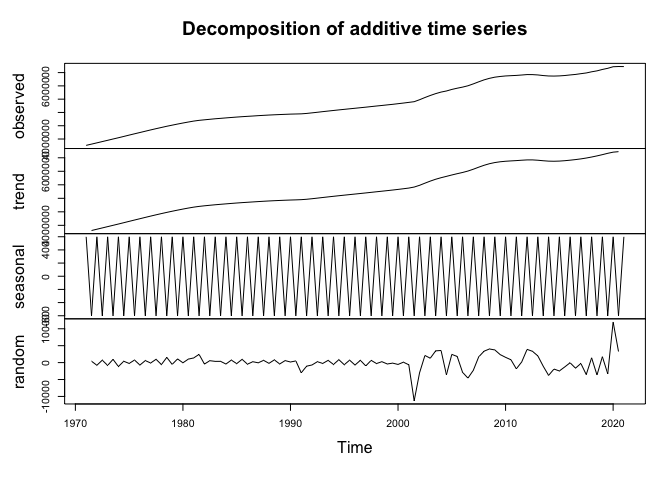 Decomposition of additive time series
observed
6000000
trend
6000000
seasonal
0
random
0
-10000
1970 1980 1990 2000 2010 2020
Time